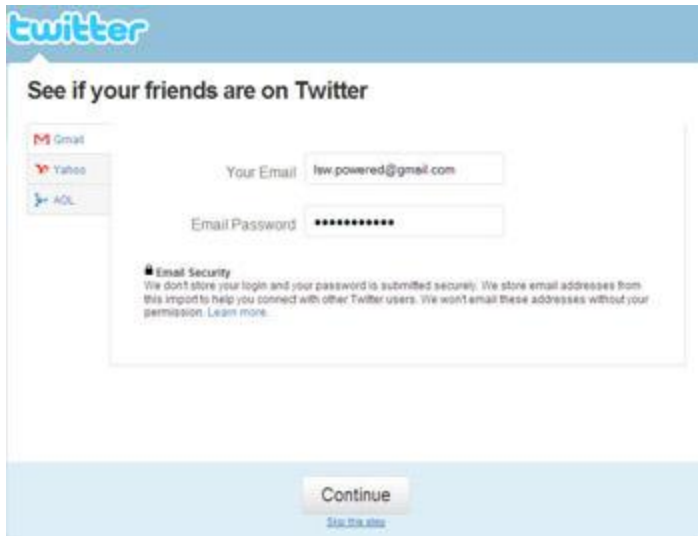 twitter
See if your friends are on Twitter
Gmail
Yahoo
AOL
Your Email lsw.powered@gmail.com
Email Password •••••••••••
Email Security
We don't store your login and your password is submitted securely. We store email addresses from
this import to help you connect with other Twitter users. We won't email these addresses without your
permission. Learn more.
Continue
Skip this step